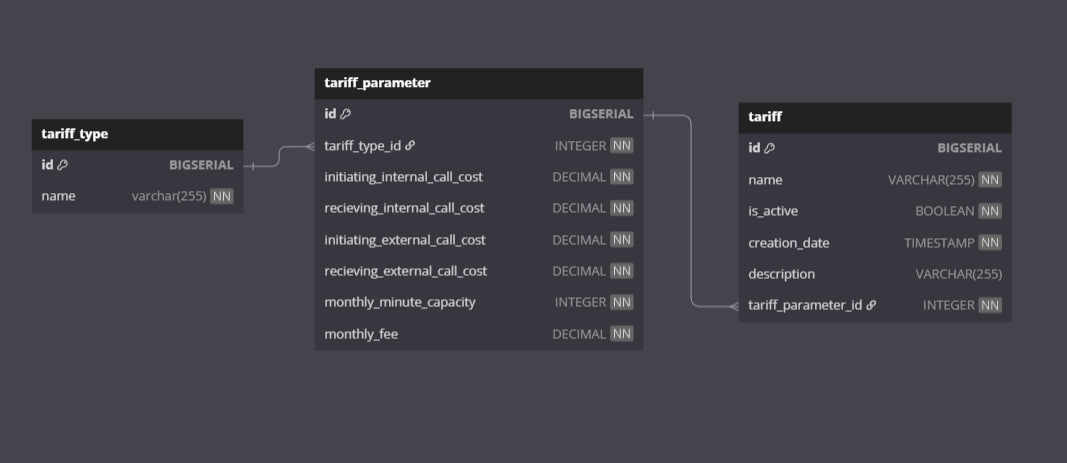 tariff_type
id BIGSERIAL
name varchar(255) NN
tariff_parameter
id BIGSERIAL
tariff_type_id INTEGER NN
initiating_internal_call_cost DECIMAL NN
recieving_internal_call_cost DECIMAL NN
initiating_external_call_cost DECIMAL NN
recieving_external_call_cost DECIMAL NN
monthly_minute_capacity INTEGER NN
monthly_fee DECIMAL NN
tariff
id BIGSERIAL
name VARCHAR(255) NN
is_active BOOLEAN NN
creation_date TIMESTAMP NN
description VARCHAR(255)
tariff_parameter_id INTEGER NN